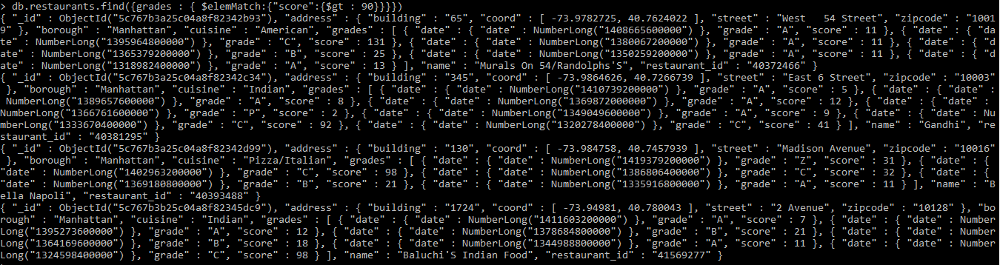 > db.restaurants.find({grades : { $elemMatch:{"score":{$gt : 90}}}})
{ "_id" : ObjectId("5c767b3a25c04a8f82342b93"), "address" : { "building" : "65", "coord" : [ -73.9782725, 40.7624022 ], "street" : "West   54 Street", "zipcode" : "1001
9" }, "borough" : "Manhattan", "cuisine" : "American", "grades" : [ { "date" : { "date" : NumberLong("1408665600000") }, "grade" : "A", "score" : 11 }, { "date" : { "da
te" : NumberLong("1395964800000") }, "grade" : "C", "score" : 131 }, { "date" : { "date" : NumberLong("1380067200000") }, "grade" : "A", "score" : 11 }, { "date" : { "d
ate" : NumberLong("1365379200000") }, "grade" : "B", "score" : 25 }, { "date" : { "date" : NumberLong("1350259200000") }, "grade" : "A", "score" : 11 }, { "date" : { "d
ate" : NumberLong("1318982400000") }, "grade" : "A", "score" : 13 } ], "name" : "Murals On 54/Randolphs'S", "restaurant_id" : "40372466" }
{ "_id" : ObjectId("5c767b3a25c04a8f82342c34"), "address" : { "building" : "345", "coord" : [ -73.9864626, 40.7266739 ], "street" : "East 6 Street", "zipcode" : "10003"
 }, "borough" : "Manhattan", "cuisine" : "Indian", "grades" : [ { "date" : { "date" : NumberLong("1410739200000") }, "grade" : "A", "score" : 5 }, { "date" : { "date" :
 NumberLong("1389657600000") }, "grade" : "A", "score" : 8 }, { "date" : { "date" : NumberLong("1369872000000") }, "grade" : "A", "score" : 12 }, { "date" : { "date" :
NumberLong("1366761600000") }, "grade" : "P", "score" : 2 }, { "date" : { "date" : NumberLong("1349049600000") }, "grade" : "A", "score" : 9 }, { "date" : { "date" : Nu
mberLong("1333670400000") }, "grade" : "C", "score" : 92 }, { "date" : { "date" : NumberLong("1320278400000") }, "grade" : "C", "score" : 41 } ], "name" : "Gandhi", "re
staurant_id" : "40381295" }
{ "_id" : ObjectId("5c767b3a25c04a8f82342d99"), "address" : { "building" : "130", "coord" : [ -73.984758, 40.7457939 ], "street" : "Madison Avenue", "zipcode" : "10016"
 }, "borough" : "Manhattan", "cuisine" : "Pizza/Italian", "grades" : [ { "date" : { "date" : NumberLong("1419379200000") }, "grade" : "Z", "score" : 31 }, { "date" : {
"date" : NumberLong("1402963200000") }, "grade" : "C", "score" : 98 }, { "date" : { "date" : NumberLong("1386806400000") }, "grade" : "C", "score" : 32 }, { "date" : {
"date" : NumberLong("1369180800000") }, "grade" : "B", "score" : 21 }, { "date" : { "date" : NumberLong("1335916800000") }, "grade" : "A", "score" : 11 } ], "name" : "B
ella Napoli", "restaurant_id" : "40393488" }
{ "_id" : ObjectId("5c767b3a25c04a8f82345dc9"), "address" : { "building" : "1724", "coord" : [ -73.94981, 40.780043 ], "street" : "2 Avenue", "zipcode" : "10128" }, "bo
rough" : "Manhattan", "cuisine" : "Indian", "grades" : [ { "date" : { "date" : NumberLong("1411603200000") }, "grade" : "A", "score" : 7 }, { "date" : { "date" : Number
Long("1395273600000") }, "grade" : "A", "score" : 12 }, { "date" : { "date" : NumberLong("1378684800000") }, "grade" : "B", "score" : 21 }, { "date" : { "date" : Number
Long("1364169600000") }, "grade" : "B", "score" : 18 }, { "date" : { "date" : NumberLong("1344988800000") }, "grade" : "A", "score" : 11 }, { "date" : { "date" : Number
Long("1324598400000") }, "grade" : "C", "score" : 98 } ], "name" : "Baluchi'S Indian Food", "restaurant_id" : "41569277" }